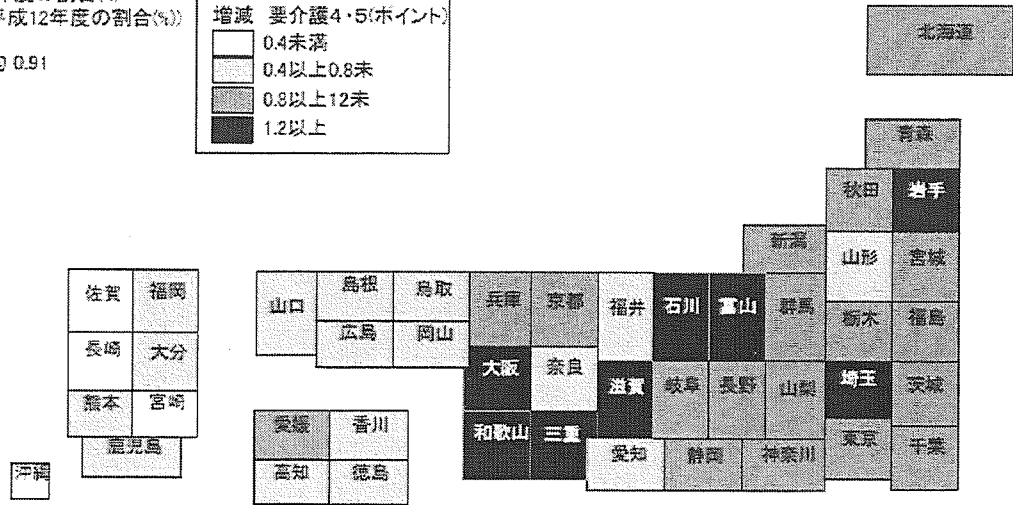 平成12年度の割合(%))
0.91
増減 要介護4・5(ポイント)
0.4未満
0.4以上0.8未
0.8以上12未
1.2以上
北海道
青森
秋田 岩手
新潟 山形 宮城
佐賀 福岡 山口 島根 鳥取 兵庫 京都 福井 石川 富山 群馬 栃木 福島
広島 岡山
長崎 大分 大阪 奈良 滋賀 岐阜 長野 山梨 埼玉 茨城
熊本 宮崎 愛媛 香川 和歌山 三重 愛知 静岡 神奈川 東京 千葉
鹿児島
沖縄 高知 徳島